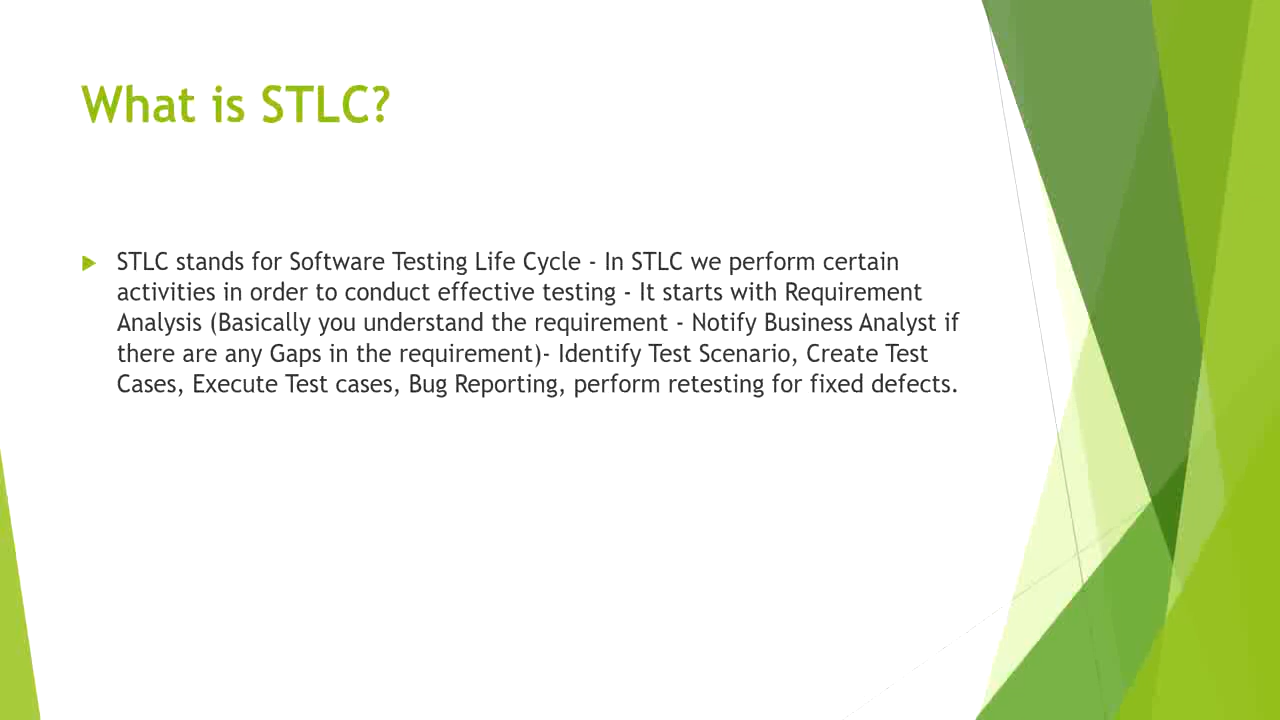 What is STLC?
STLC stands for Software Testing Life Cycle - In STLC we perform certain
activities in order to conduct effective testing - It starts with Requirement
Analysis (Basically you understand the requirement - Notify Business Analyst if
there are any Gaps in the requirement)- Identify Test Scenario, Create Test
Cases, Execute Test cases, Bug Reporting, perform retesting for fixed defects.